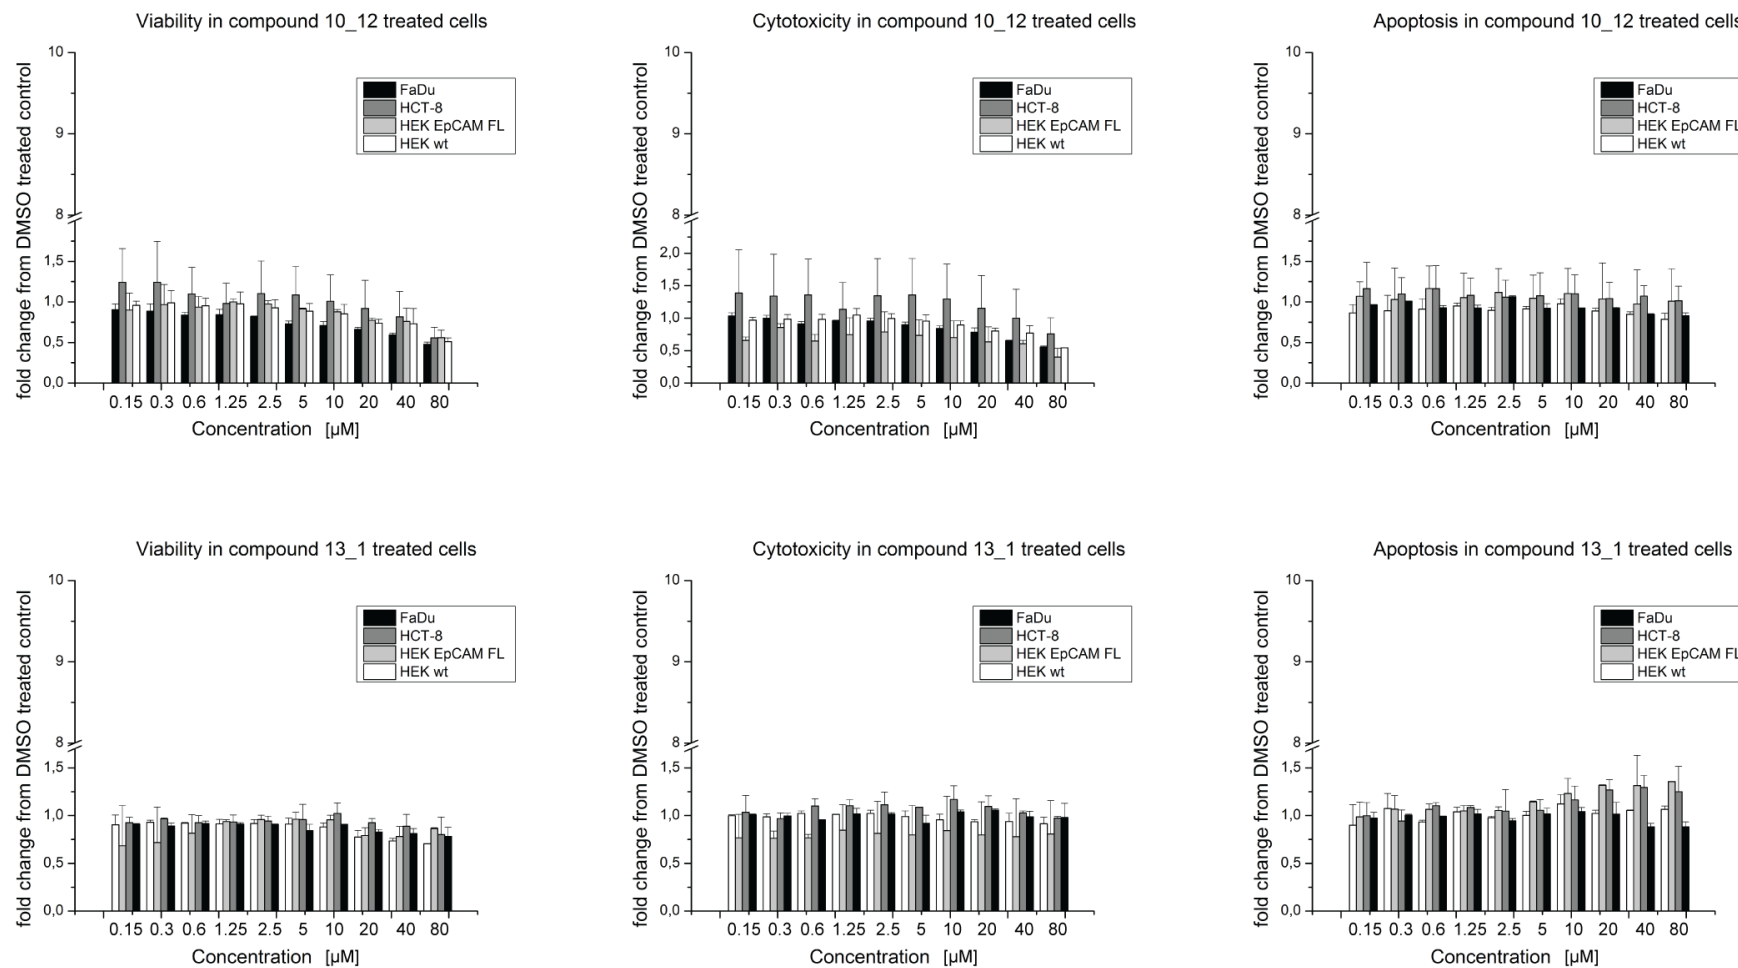 Viability in compound 10_12 treated cells
fold change from DMSO treated control
10
9
8
1,5
1,0
0,5
0,0
FaDu
HCT-8
HEK EpCAM FL
HEK wt
0.15 0.3 0.6 1.25 2.5 5 10 20 40 80
Concentration [µM]
Cytotoxicity in compound 10_12 treated cells
fold change from DMSO treated control
10
9
8
2,0
1,0
0,5
0,0
FaDu
HCT-8
HEK EpCAM FL
HEK wt
0.15 0.3 0.6 1.25 2.5 5 10 20 40 80
Concentration [µM]
Apoptosis in compound 10_12 treated cells
fold change from DMSO treated control
10
9
8
1,5
1,0
0,5
0,0
FaDu
HCT-8
HEK EpCAM FL
HEK wt
0.15 0.3 0.6 1.25 2.5 5 10 20 40 80
Concentration [µM]
Viability in compound 13_1 treated cells
fold change from DMSO treated control
10
9
8
1,5
1,0
0,5
0,0
FaDu
HCT-8
HEK EpCAM FL
HEK wt
0.15 0.3 0.6 1.25 2.5 5 10 20 40 80
Concentration [µM]
Cytotoxicity in compound 13_1 treated cells
fold change from DMSO treated control
10
9
8
1,5
1,0
0,5
0,0
FaDu
HCT-8
HEK EpCAM FL
HEK wt
0.15 0.3 0.6 1.25 2.5 5 10 20 40 80
Concentration [µM]
Apoptosis in compound 13_1 treated cells
fold change from DMSO treated control
10
9
8
1,5
1,0
0,5
0,0
FaDu
HCT-8
HEK EpCAM FL
HEK wt
0.15 0.3 0.6 1.25 2.5 5 10 20 40 80
Concentration [µM]